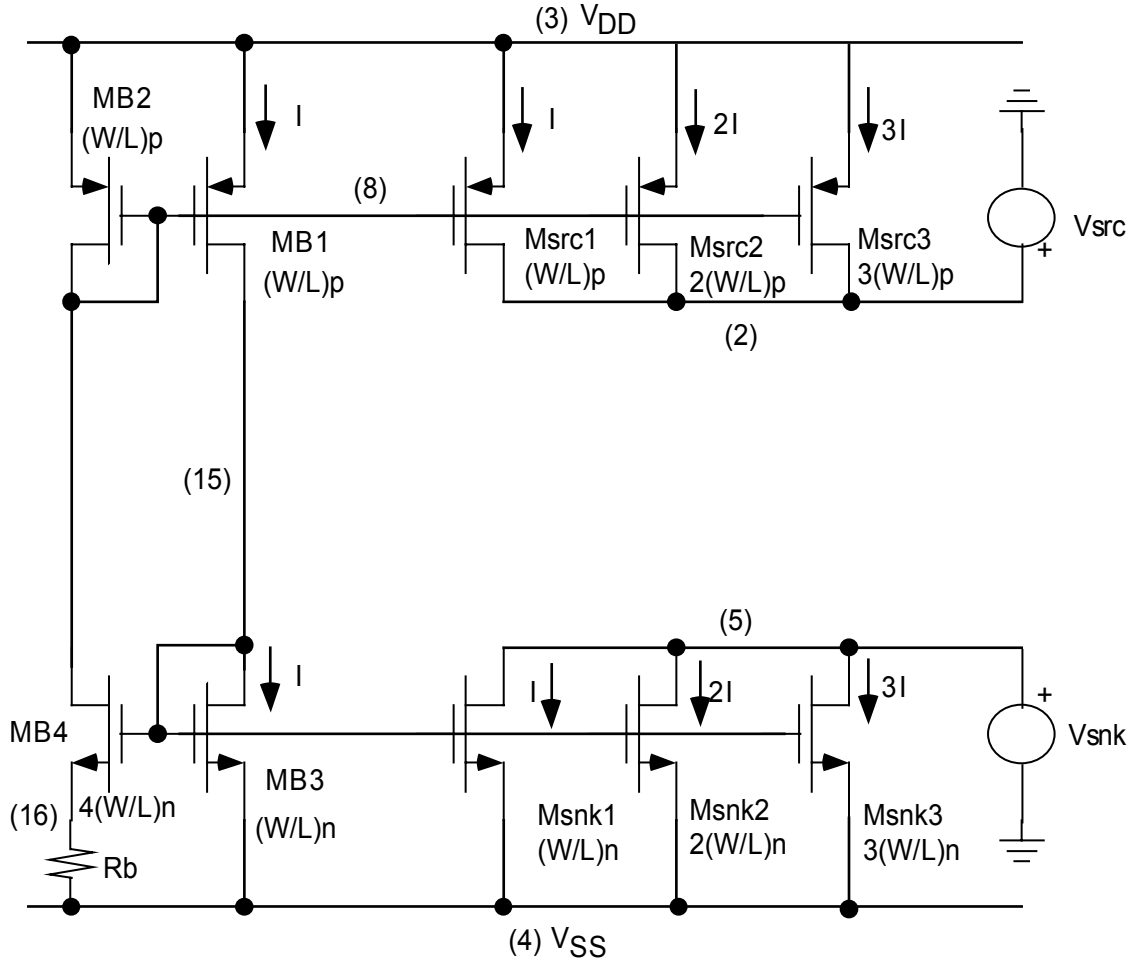 (3) VDD
MB2
(W/L)p
I
I
2I
3I
(8)
MB1
(W/L)p
Msrc1
(W/L)p
Msrc2
2(W/L)p
Msrc3
3(W/L)p
Vsrc
+
(2)
(15)
(5)
I
I
2I
3I
+
MB4
4(W/L)n
MB3
(W/L)n
Msnk1
(W/L)n
Msnk2
2(W/L)n
Msnk3
3(W/L)n
Vsnk
(16)
Rb
(4) VSS